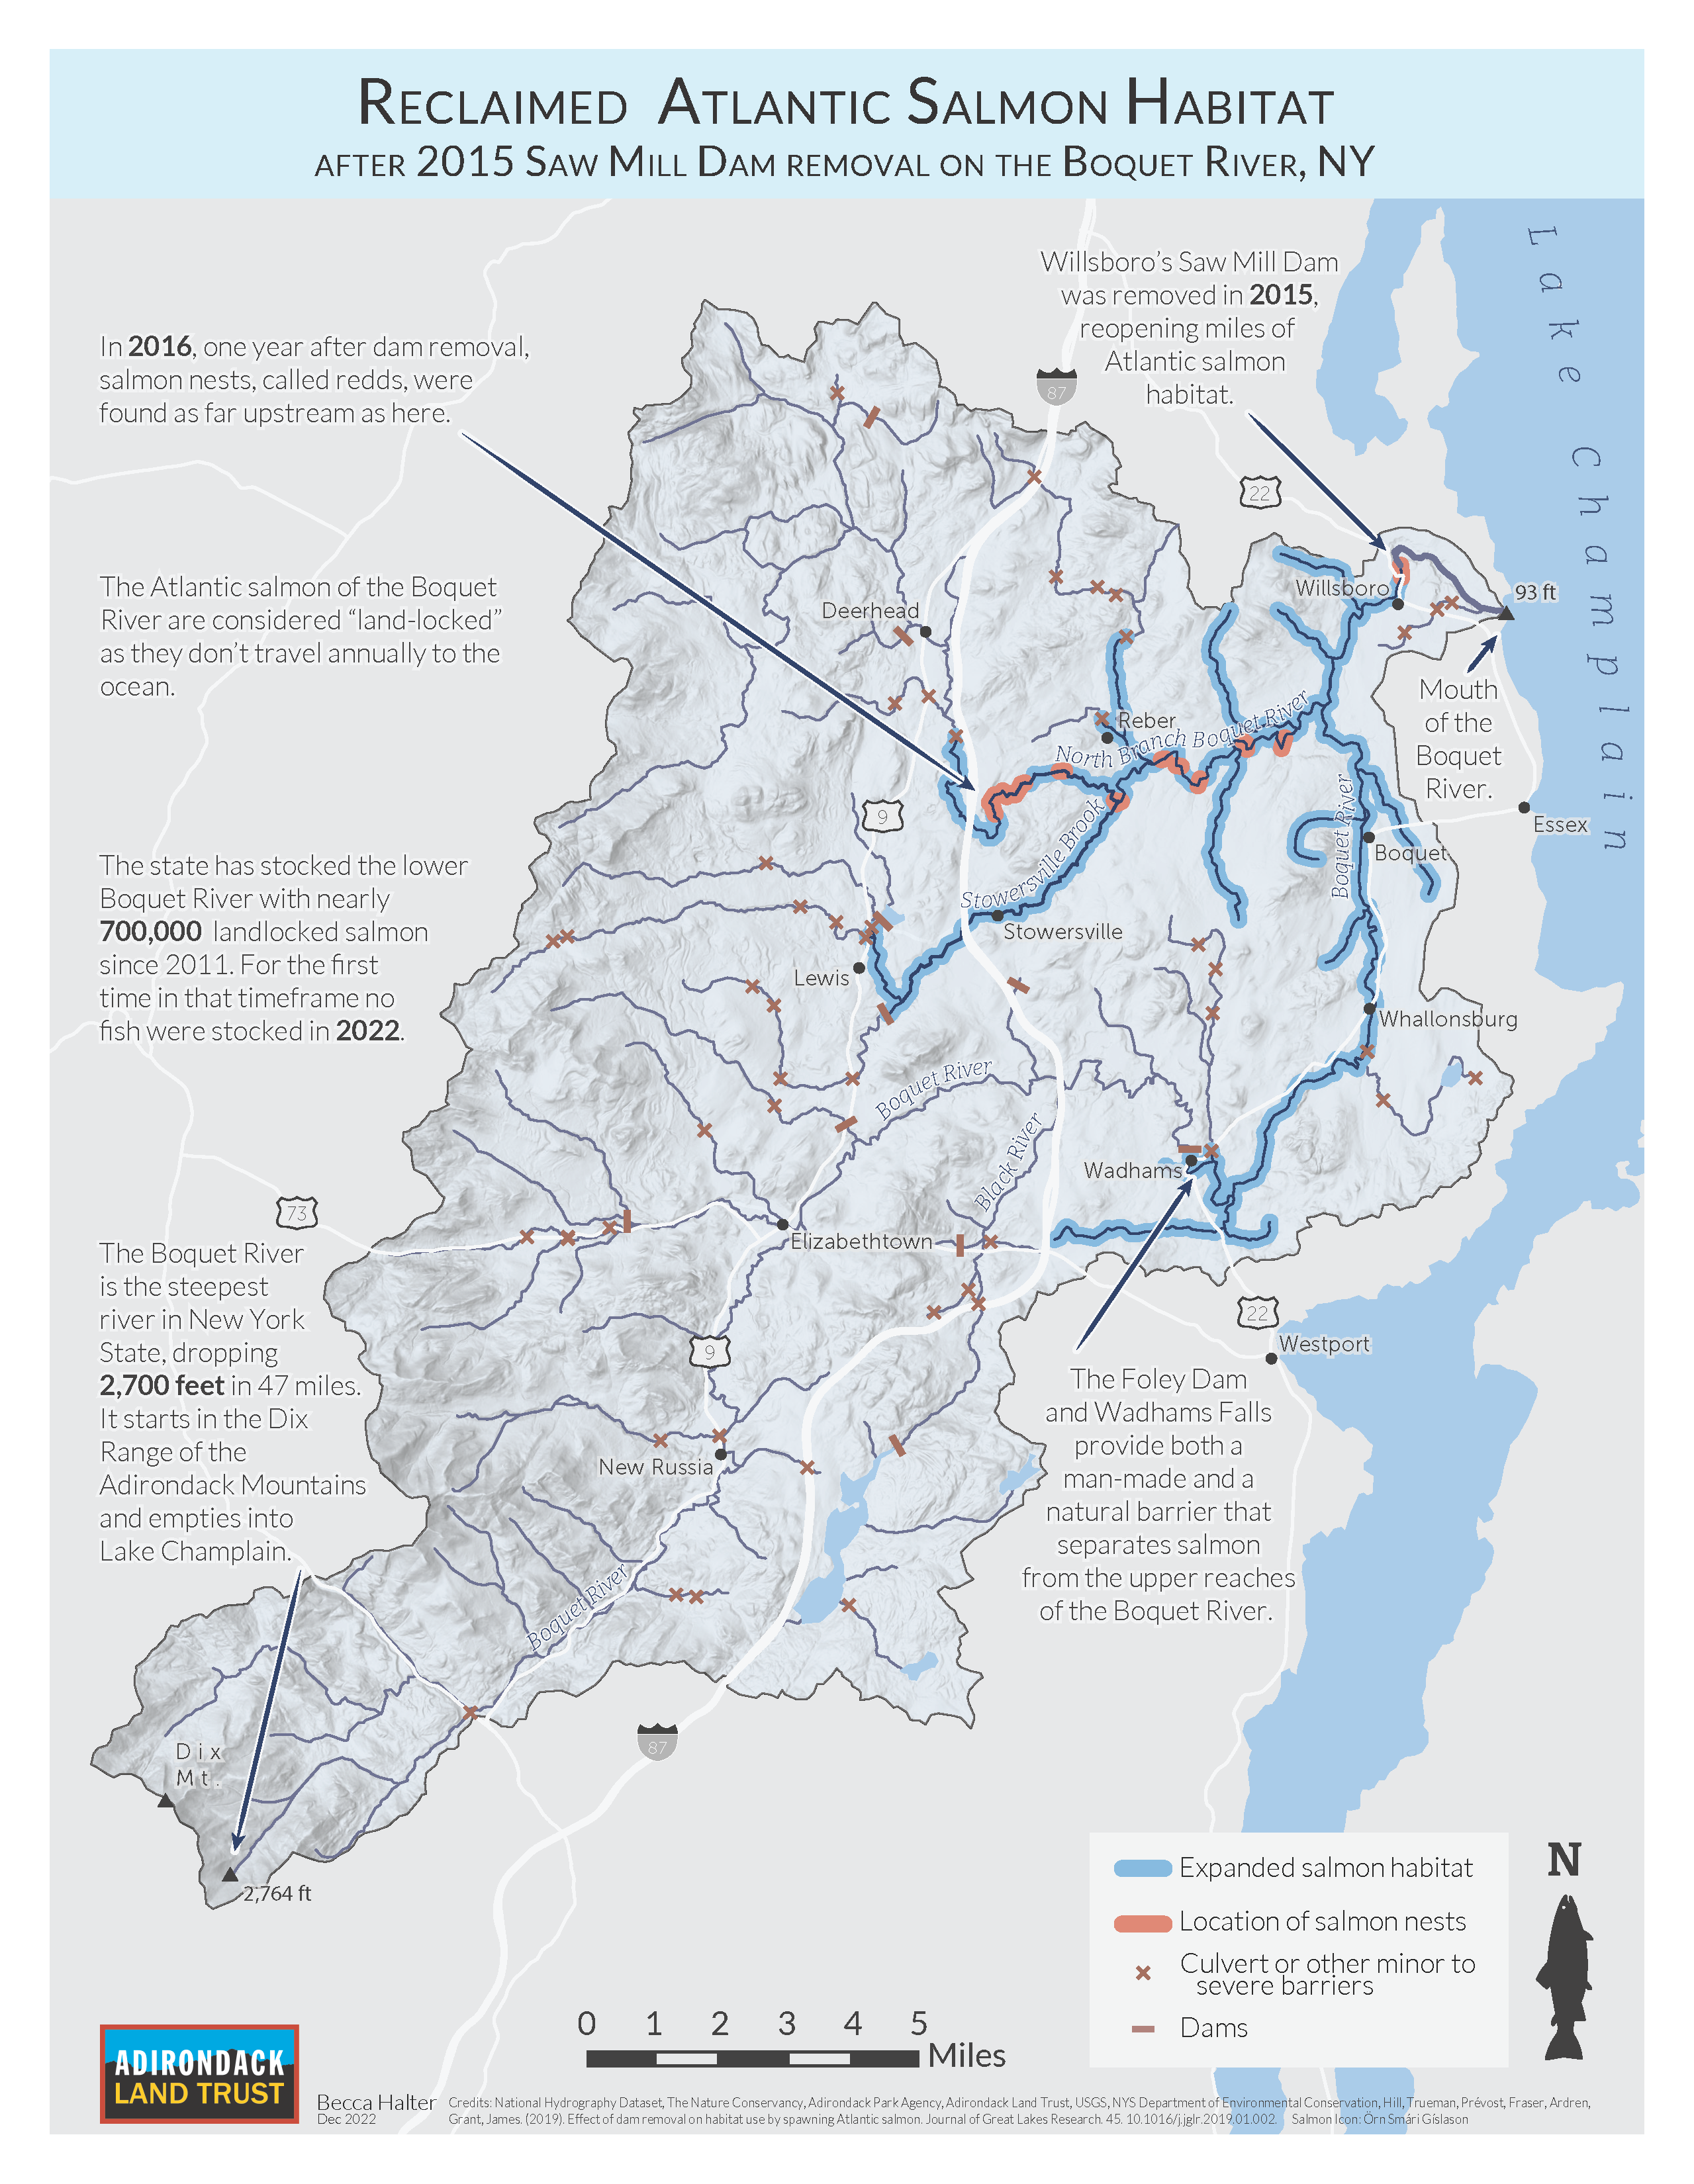 RECLAIMED ATLANTIC SALMON HABITAT
AFTER 2015 SAW MILL DAM REMOVAL ON THE BOQUET RIVER, NY
Willsboro's Saw Mill Dam
was removed in 2015,
reopening miles of
Atlantic salmon
habitat.
Lake Champlain
In 2016, one year after dam removal,
salmon nests, called redds, were
found as far upstream as here.
87
22
The Atlantic salmon of the Boquet
River are considered "land-locked"
as they don't travel annually to the
ocean.
Deerhead
Willsboro
93 ft
Mouth
of the
Boquet
River.
Reber
North Branch Boquet River
9
Stowersville Brook
Boquet River
Boquet
Essex
The state has stocked the lower
Boquet River with nearly
700,000 landlocked salmon
since 2011. For the first
time in that timeframe no
fish were stocked in 2022.
Stowersville
Lewis
Whallonsburg
Boquet River
Black River
Wadhams
73
Elizabethtown
The Boquet River
is the steepest
river in New York
State, dropping
2,700 feet in 47 miles.
It starts in the Dix
Range of the
Adirondack Mountains
and empties into
Lake Champlain.
9
22
Westport
The Foley Dam
and Wadhams Falls
provide both a
man-made and a
natural barrier that
separates salmon
from the upper reaches
of the Boquet River.
New Russia
Boquet River
87
Dix
Mt.
2,764 ft
Expanded salmon habitat
Location of salmon nests
Culvert or other minor to
severe barriers
Dams
N
0 1 2 3 4 5
Miles
ADIRONDACK
LAND TRUST
Becca Halter
Dec 2022
Credits: National Hydrography Dataset, The Nature Conservancy, Adirondack Park Agency, Adirondack Land Trust, USGS, NYS Department of Environmental Conservation, Hill, Trueman, Prévost, Fraser, Ardren,
Grant, James. (2019). Effect of dam removal on habitat use by spawning Atlantic salmon. Journal of Great Lakes Research. 45. 10.1016/j.jglr.2019.01.002. Salmon Icon: Örn Smári Gíslason